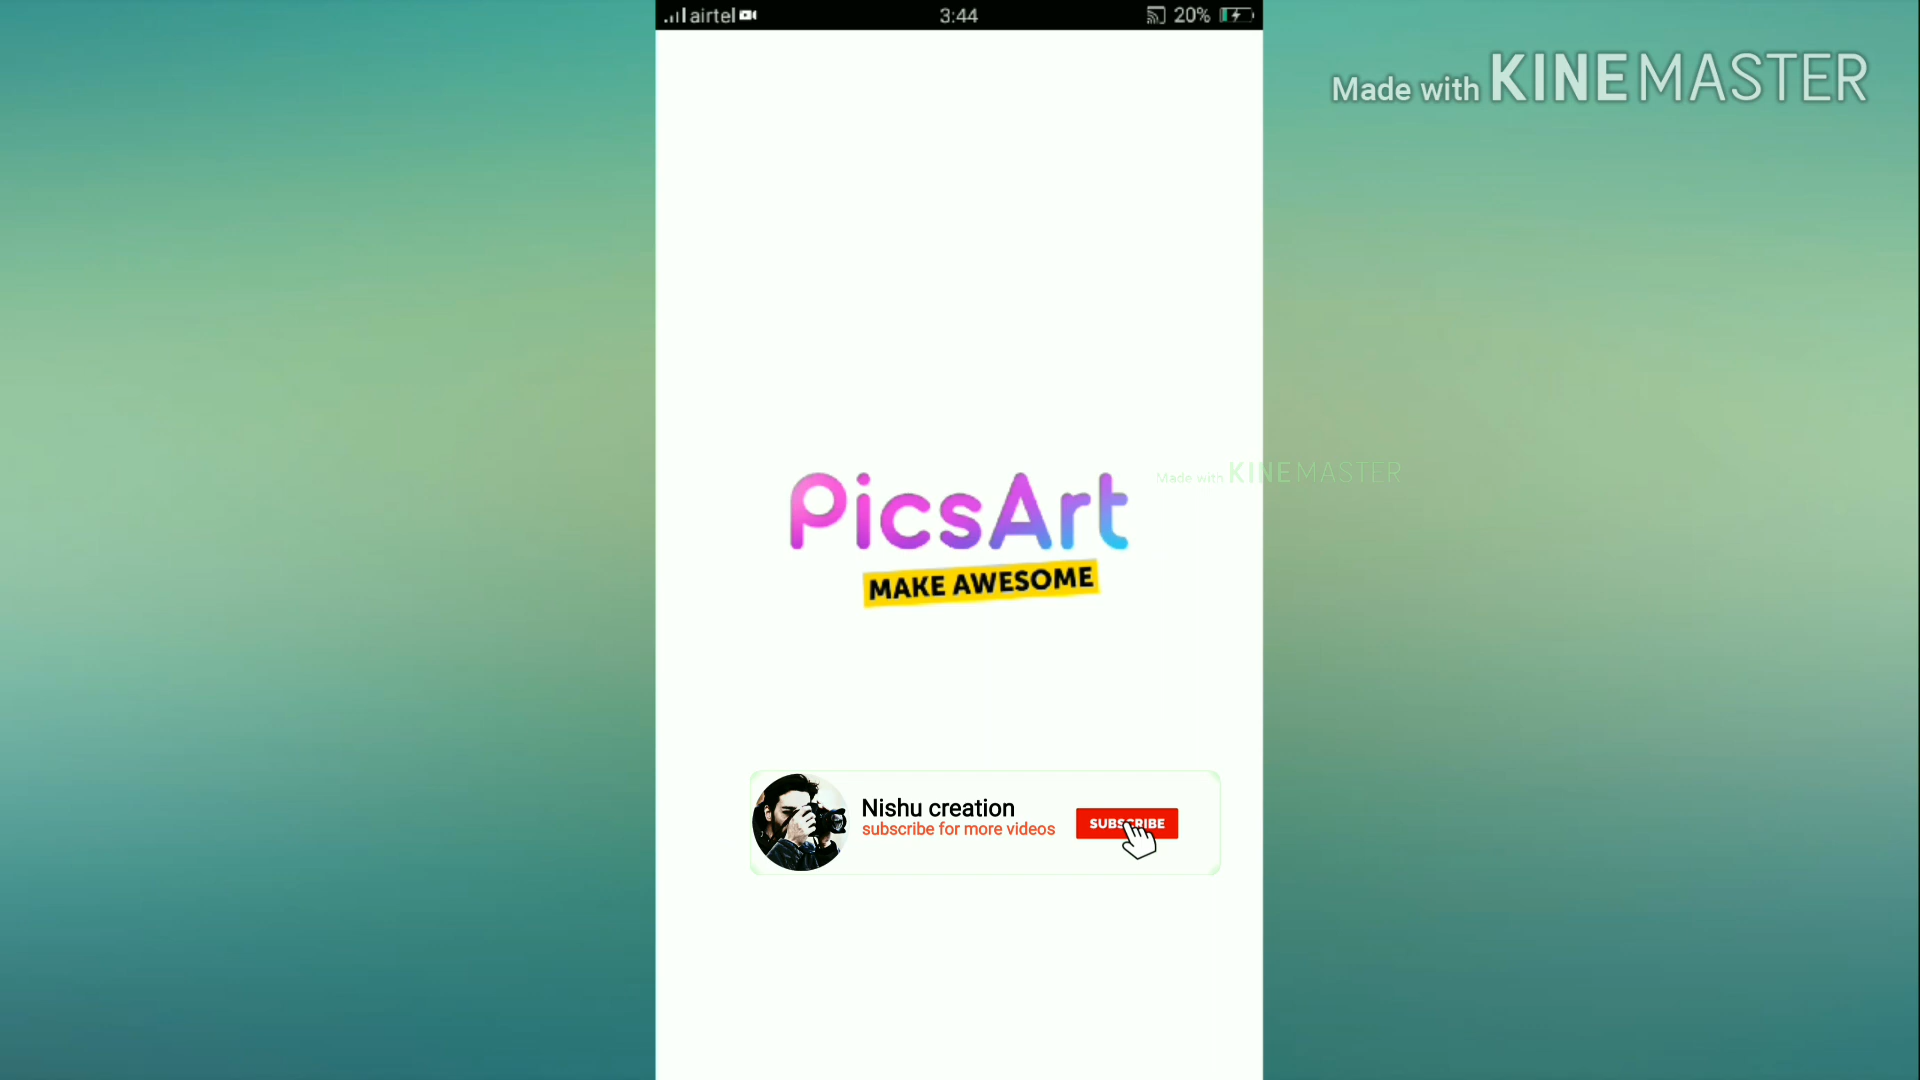 airtel
3:44
20%
Made with KINEMASTER
PicsArt
Made with KINEMASTER
MAKE AWESOME
Nishu creation
subscribe for more videos
SUBSCRIBE